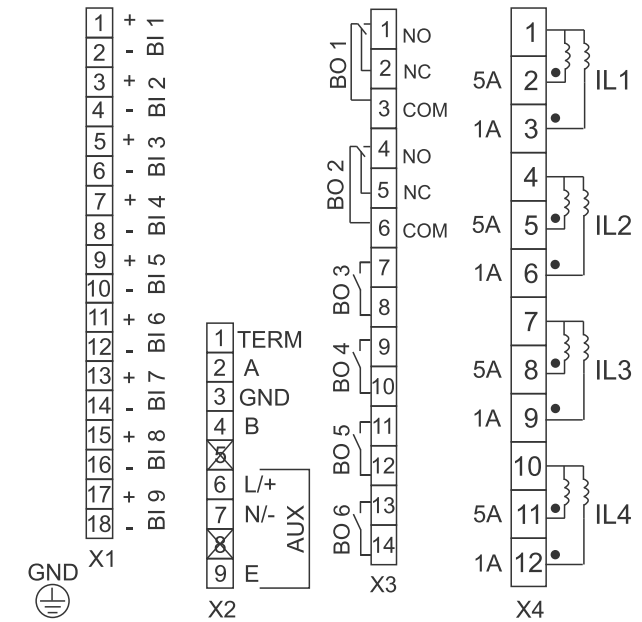 1 + BI 1
2 -
3 + BI 2
4 -
5 + BI 3
6 -
7 + BI 4
8 -
9 + BI 5
10 -
11 + BI 6
12 -
13 + BI 7
14 -
15 + BI 8
16 -
17 + BI 9
18 -
X1
GND
1 TERM
2 A
3 GND
4 B
5
6 L/+
7 N/-
8
9 E
AUX
X2
BO 1
1 NO
2 NC
3 COM
BO 2
4 NO
5 NC
6 COM
BO 3
7
8
BO 4
9
10
BO 5
11
12
BO 6
13
14
X3
1
5A 2 IL1
1A 3
4
5A 5 IL2
1A 6
7
5A 8 IL3
1A 9
10
5A 11 IL4
1A 12
X4